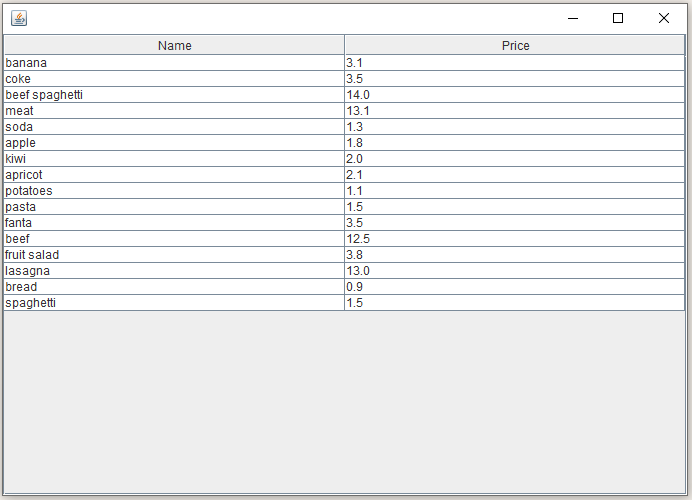 Name Price
banana 3.1
coke 3.5
beef spaghetti 14.0
meat 13.1
soda 1.3
apple 1.8
kiwi 2.0
apricot 2.1
potatoes 1.1
pasta 1.5
fanta 3.5
beef 12.5
fruit salad 3.8
lasagna 13.0
bread 0.9
spaghetti 1.5